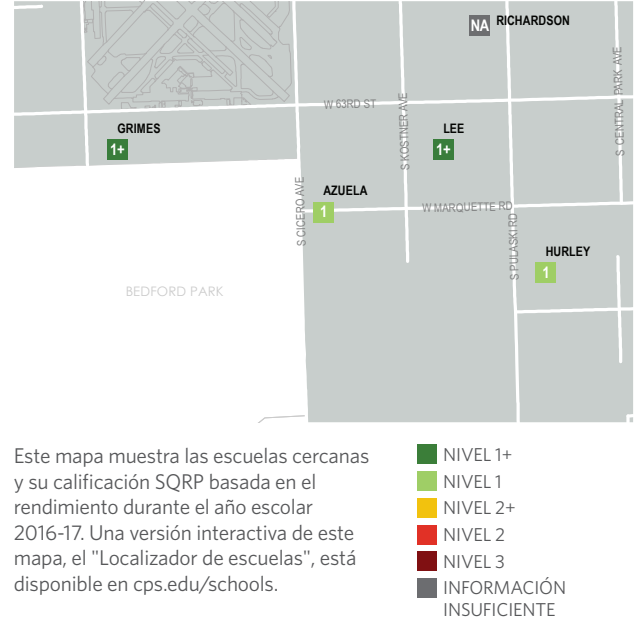 NA RICHARDSON
W 63RD ST
S CENTRAL PARK AVE
GRIMES
1+
S KOSTNER AVE
LEE
1+
S CICERO AVE
AZUELA
1
W MARQUETTE RD
S PULASKI RD
HURLEY
1
BEDFORD PARK
Este mapa muestra las escuelas cercanas
y su calificación SQRP basada en el
rendimiento durante el año escolar
2016-17. Una versión interactiva de este
mapa, el "Localizador de escuelas", está
disponible en cps.edu/schools.
NIVEL 1+
NIVEL 1
NIVEL 2+
NIVEL 2
NIVEL 3
INFORMACIÓN
INSUFICIENTE